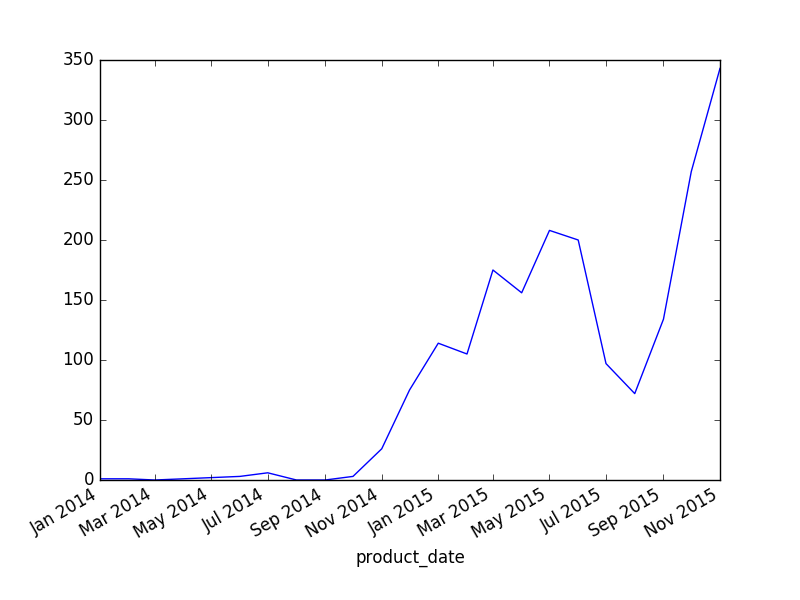 350
300
250
200
150
100
50
0
Jan 2014
Mar 2014
May 2014
Jul 2014
Sep 2014
Nov 2014
Jan 2015
Mar 2015
May 2015
Jul 2015
Sep 2015
Nov 2015
product_date